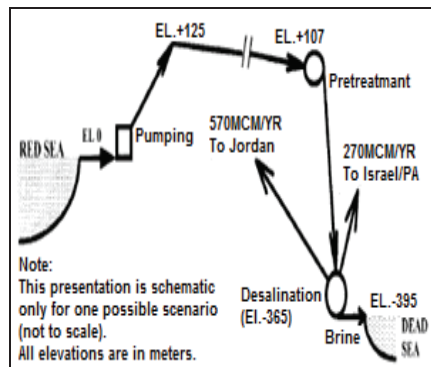 EL.+125
EL.+107
Pretreatmant
570MCM/YR
To Jordan
270MCM/YR
To Israel/PA
EL 0
Pumping
RED SEA
Note:
This presentation is schematic
only for one possible scenario
(not to scale).
All elevations are in meters.
Desalination
(El.-365)
EL.-395
Brine
DEAD
SEA